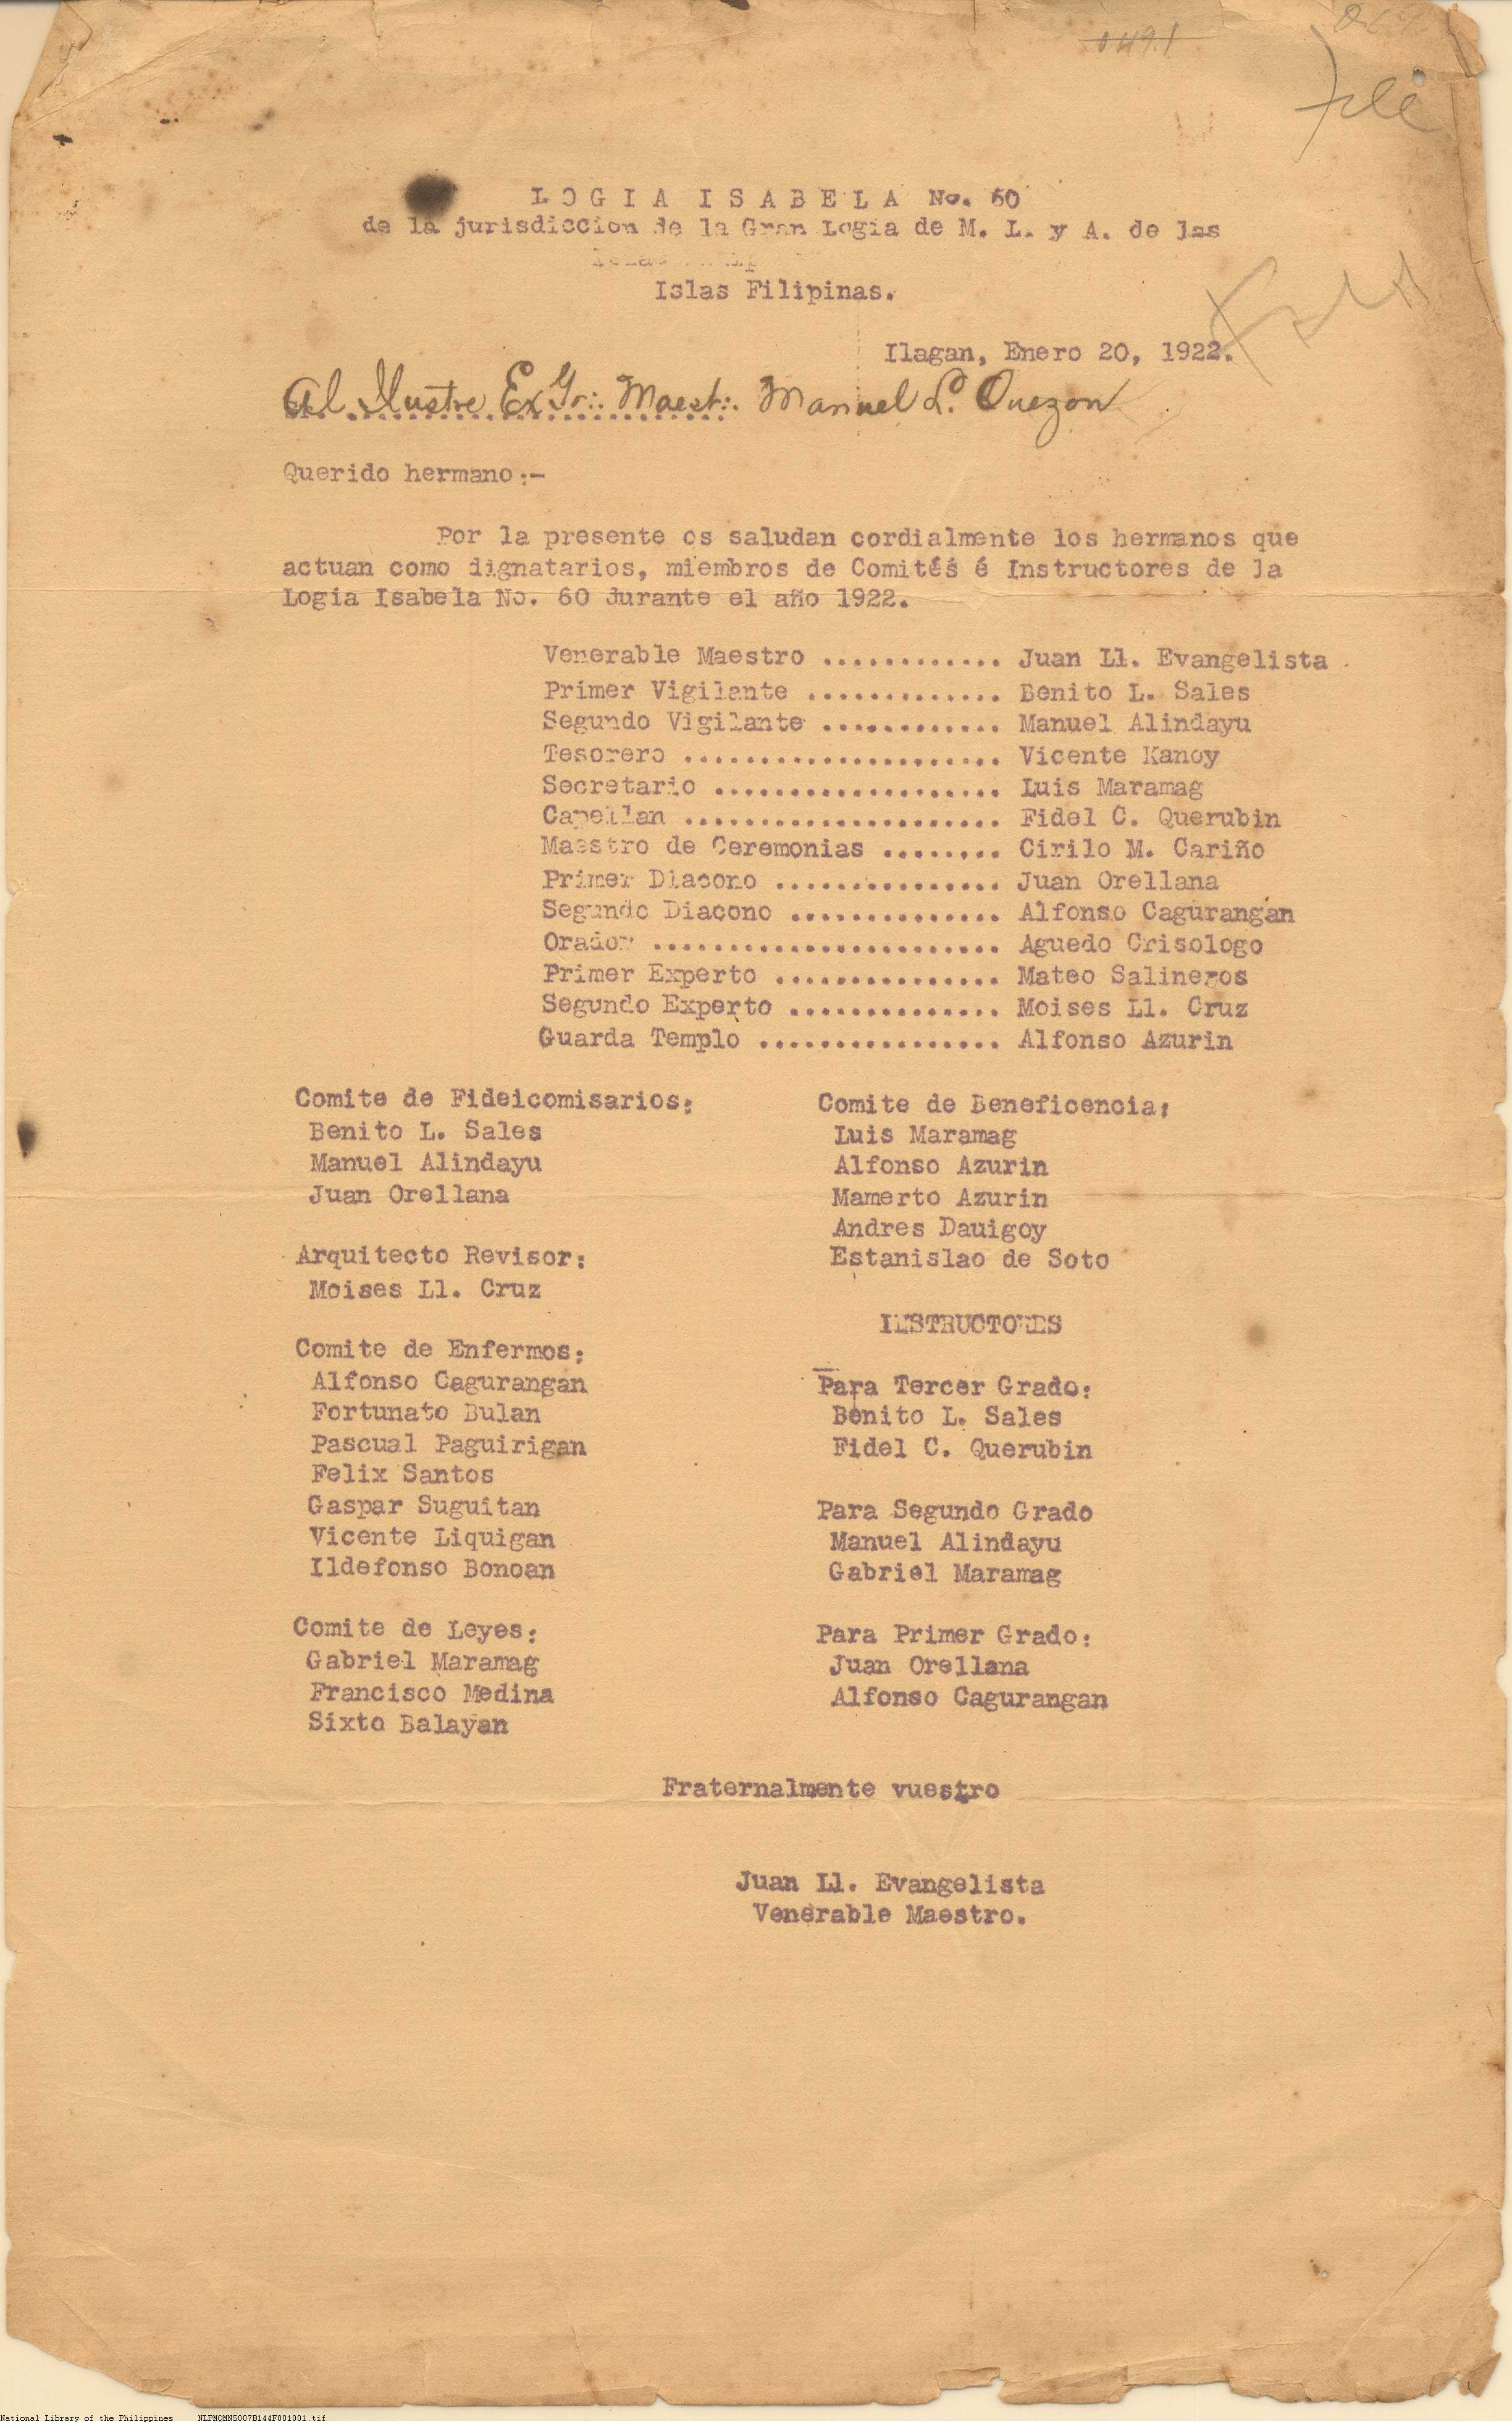 0491
file
L O G I A I S A B E L A No. 60
de la jurisdiccion de la Gran Logia de M. L. y A. de las
Islas Filipinas.
Ilagan, Enero 20, 1922.
Al Ilustre Ex Gr∴ Maest∴ Manuel L. Quezon
Querido hermano:-
Por la presente os saludan cordialmente los hermanos que
actuan como dignatarios, miembros de Comités é Instructores de la
Logia Isabela No. 60 durante el año 1922.
Venerable Maestro ............ Juan Ll. Evangelista
Primer Vigilante ............. Benito L. Sales
Segundo Vigilante ............ Manuel Alindayu
Tesorero ..................... Vicente Kanoy
Secretario ................... Luis Maramag
Capellan ..................... Fidel C. Querubin
Maestro de Ceremonias ........ Cirilo M. Cariño
Primer Diacono ............... Juan Orellana
Segundo Diacono .............. Alfonso Cagurangan
Orador ....................... Aguedo Crisologo
Primer Experto ............... Mateo Salineros
Segundo Experto .............. Moises Ll. Cruz
Guarda Templo ................ Alfonso Azurin
Comite de Fideicomisarios:
Benito L. Sales
Manuel Alindayu
Juan Orellana
Arquitecto Revisor:
Moises Ll. Cruz
Comite de Enfermos:
Alfonso Cagurangan
Fortunato Bulan
Pascual Paguirigan
Felix Santos
Gaspar Suguitan
Vicente Liquigan
Ildefonso Bonoan
Comite de Leyes:
Gabriel Maramag
Francisco Medina
Sixto Balayan
Comite de Beneficencia:
Luis Maramag
Alfonso Azurin
Mamerto Azurin
Andres Dauigoy
Estanislao de Soto
INSTRUCTORES
Para Tercer Grado:
Benito L. Sales
Fidel C. Querubin
Para Segundo Grado
Manuel Alindayu
Gabriel Maramag
Para Primer Grado:
Juan Orellana
Alfonso Cagurangan
Fraternalmente vuestro
Juan Ll. Evangelista
Venerable Maestro.
National Library of the Philippines NLPMQMNS007B144F001001.tif